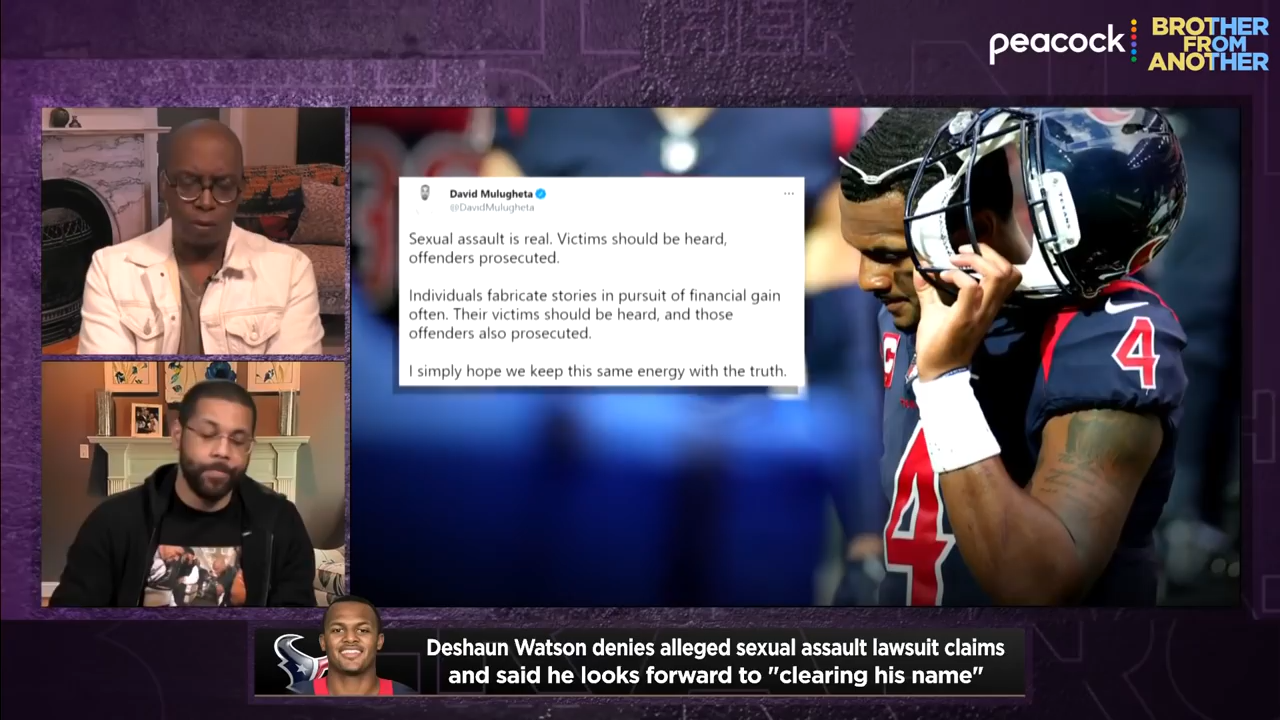 peacock
BROTHER
FROM
ANOTHER
David Mulugheta
@DavidMulugheta
Sexual assault is real. Victims should be heard,
offenders prosecuted.
Individuals fabricate stories in pursuit of financial gain
often. Their victims should be heard, and those
offenders also prosecuted.
I simply hope we keep this same energy with the truth.
4
4
C
Deshaun Watson denies alleged sexual assault lawsuit claims
and said he looks forward to "clearing his name"